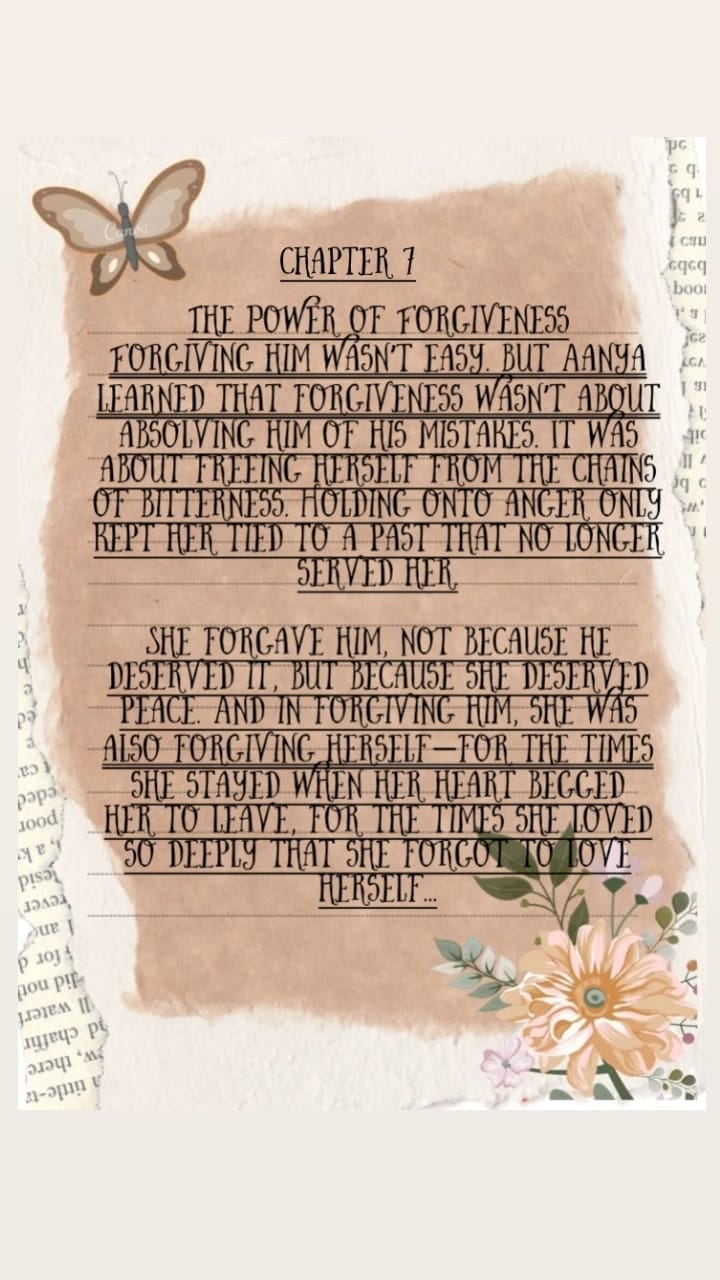 CHAPTER 7
THE POWER OF FORGIVENESS
FORGIVING HIM WASN'T EASY. BUT AANYA
LEARNED THAT FORGIVENESS WASN'T ABOUT
ABSOLVING HIM OF HIS MISTAKES. IT WAS
ABOUT FREEING HERSELF FROM THE CHAINS
OF BITTERNESS. HOLDING ONTO ANGER ONLY
KEPT HER TIED TO A PAST THAT NO LONGER
SERVED HER.
SHE FORGAVE HIM, NOT BECAUSE HE
DESERVED IT, BUT BECAUSE SHE DESERVED
PEACE. AND IN FORGIVING HIM, SHE WAS
ALSO FORGIVING HERSELF—FOR THE TIMES
SHE STAYED WHEN HER HEART BEGGED
HER TO LEAVE, FOR THE TIMES SHE LOVED
SO DEEPLY THAT SHE FORGOT TO LOVE
HERSELF...
Canva